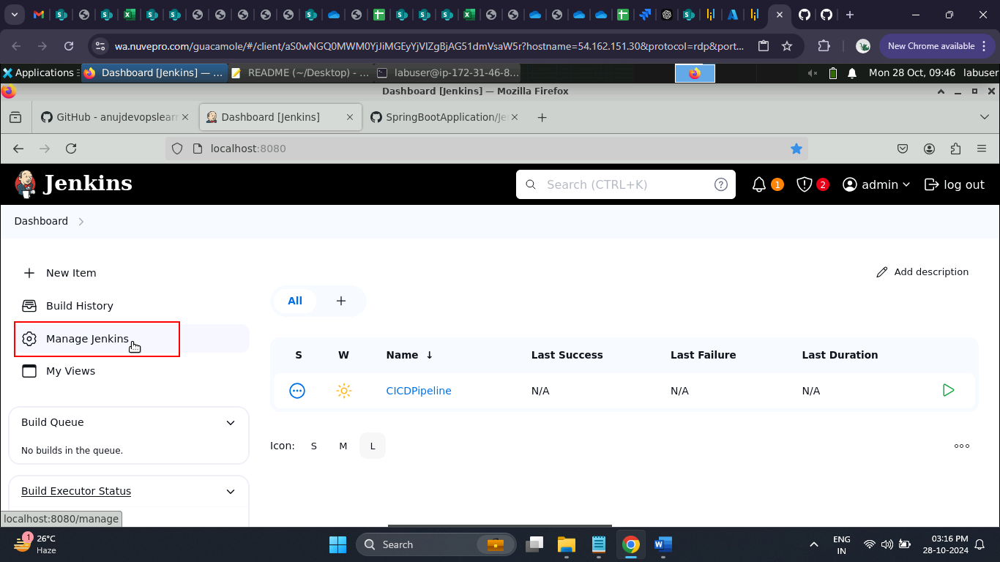 wa.nuvepro.com/guacamole/#/client/aS0wNGQ0MWM0YjJiMGEyYjVlZgBjAG51dmVsaW5r?hostname=54.162.151.30&protocol=rdp&port...
New Chrome available
Applications
Dashboard [Jenkins] — ...
README (~/Desktop) - ...
labuser@ip-172-31-46-8...
Mon 28 Oct, 09:46
labuser
Dashboard [Jenkins] — Mozilla Firefox
GitHub - anujdevopslearn
Dashboard [Jenkins]
SpringBootApplication/Je
localhost:8080
Jenkins
Search (CTRL+K)
?
1
2
admin
log out
Dashboard
New Item
Build History
Manage Jenkins
My Views
Add description
All
S W Name ↓ Last Success Last Failure Last Duration
CICDPipeline N/A N/A N/A
Build Queue
No builds in the queue.
Icon: S M L
Build Executor Status
localhost:8080/manage
1
26°C
Haze
Search
ENG
IN
03:16 PM
28-10-2024